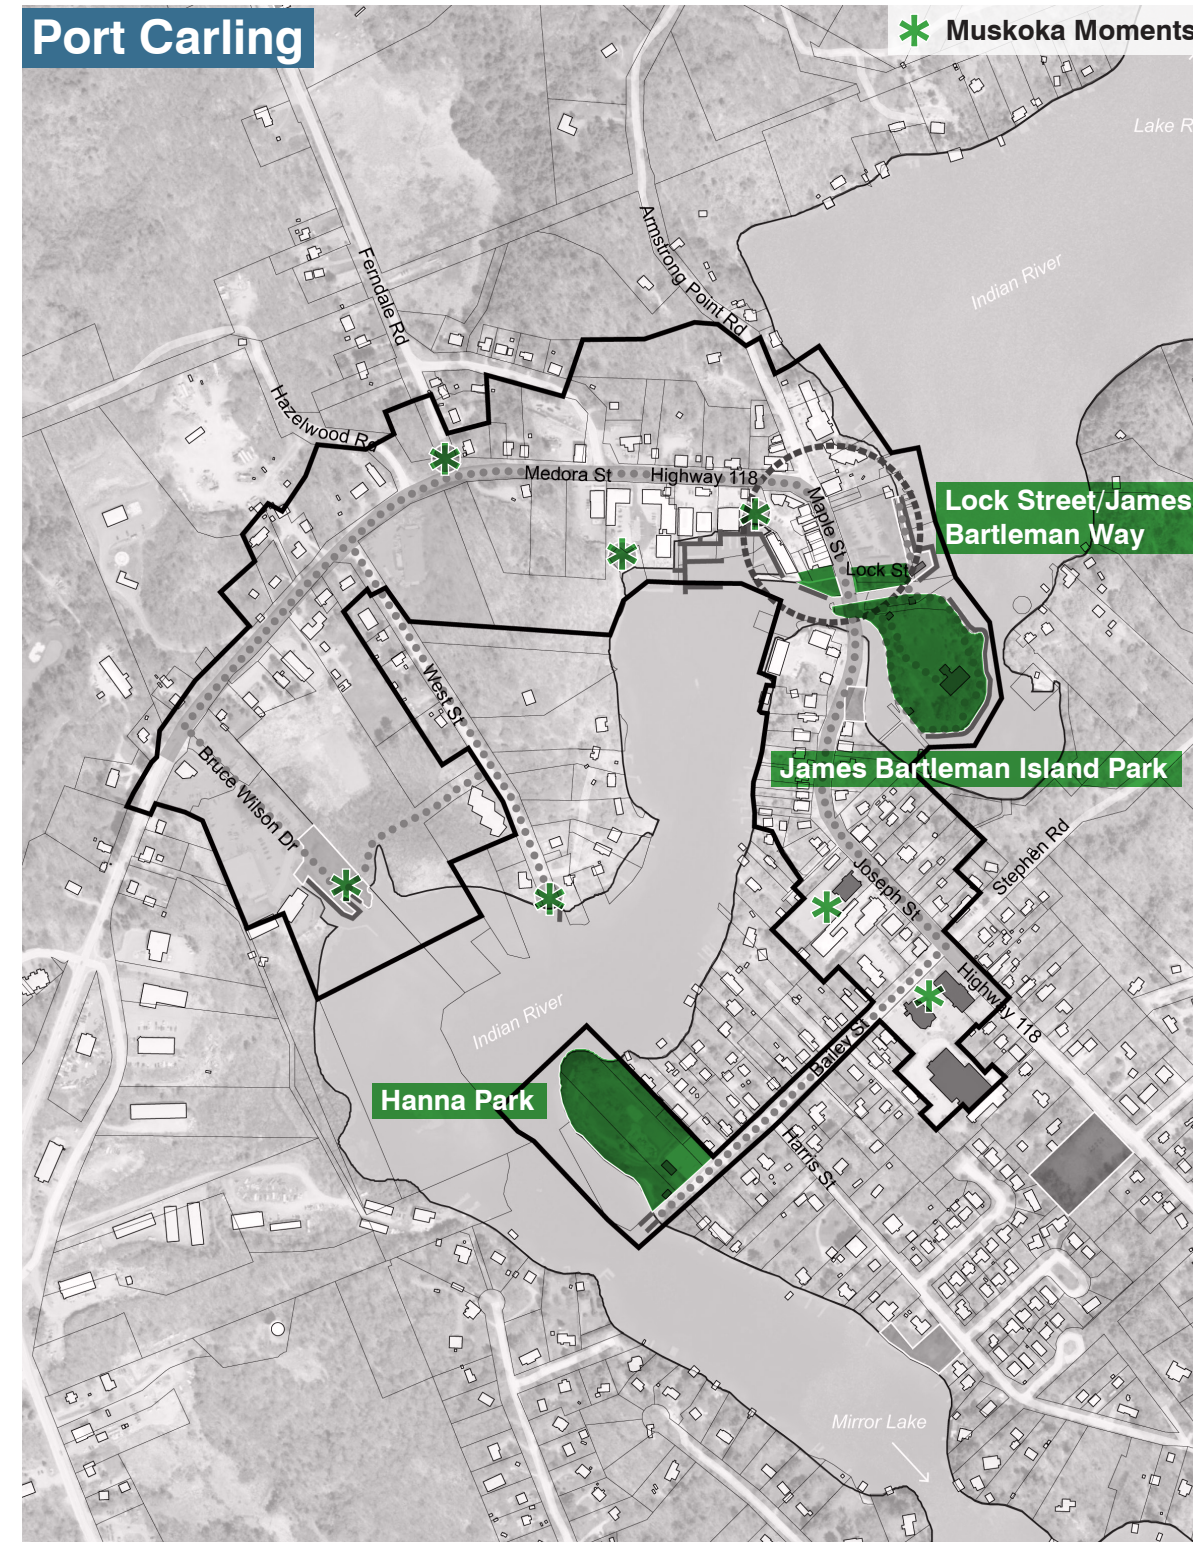 Port Carling
Muskoka Moments
Lake R
Indian River
Armstrong Point Rd
Ferndale Rd
Hazelwood Rd
Medora St
Highway 118
Maple St
Lock Street/James
Bartleman Way
Lock St
West St
Bruce Wilson Dr
James Bartleman Island Park
Stephen Rd
Joseph St
Highway 118
Indian River
Bailey St
Hanna Park
Harris St
Mirror Lake